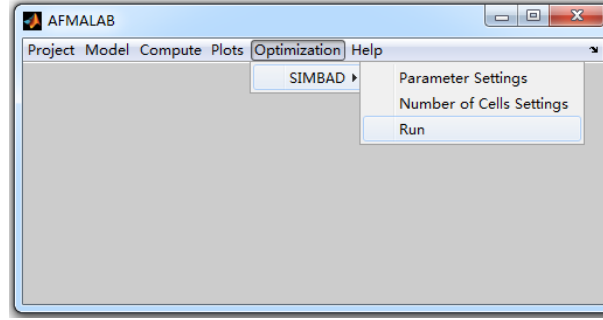 AFMALAB
Project Model Compute Plots Optimization Help
SIMBAD
Parameter Settings
Number of Cells Settings
Run